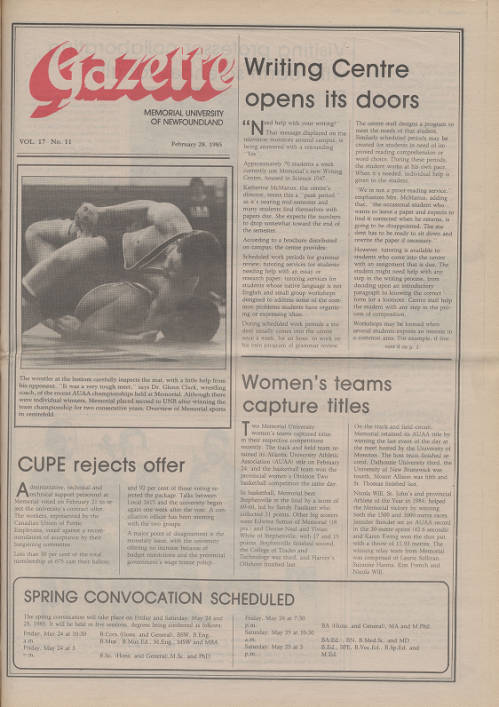 Gazette
MEMORIAL UNIVERSITY
OF NEWFOUNDLAND
VOL. 17 No. 11
February 28, 1985
The wrestler at the bottom carefully inspects the mat, with a little help from
his opponent. "It was a very tough meet," says Dr. Glenn Clark, wrestling
coach, of the recent AUAA championships held at Memorial. Although there
were individual winners, Memorial placed second to UNB after winning the
team championship for two consecutive years. Overview of Memorial sports
in centrefold.
Writing Centre
opens its doors
"Need help with your writing?"
That message displayed on the
television monitors around campus, is
being answered with a resounding
"Yes."
Approximately 70 students a week
currently use Memorial's new Writing
Centre, housed in Science
Katherine McManus, the centre's
director, terms this a "peak period"
as it's nearing mid-semester and
many students find themselves with
papers due. She expects the numbers
to drop somewhat toward the end of
the semester.
According to a brochure distributed
on campus, the centre provides:
Scheduled work periods for grammar
review, tutoring services for students
needing help with an essay or
research paper, tutoring services for
students whose native language is not
English and small group workshops
designed to address some of the com-
mon problems students have organiz-
ing or expressing ideas.
During scheduled work periods a stu-
dent usually comes into the centre
once a week, for an hour, to work on
his own program of grammar review.
The centre staff designs a program to
meet the needs of that student.
Similarly scheduled periods may be
created for students in need of im-
proved reading comprehension or
word choice. During these periods,
the student works at his own pace.
When it's needed, individual help is
given to the student.
"We're not a proof-reading service,"
emphasizes Mrs. McManus, adding
that, "the occasional student who
wants to leave a paper and expects to
find it corrected when he returns, is
going to be disappointed. The stu-
dent has to be ready to sit down and
rewrite the paper if necessary."
However, tutoring is available to
students who come into the centre
with an assignment that is due. The
student might need help with any
step in the writing process, from
deciding upon an introductory
paragraph to knowing the correct
form for a footnote. Centre staff help
the student with any step in the pro-
cess of composition.
Workshops may be formed when
several students express an interest in
a common area. For example, if five
cont'd on p. 2
Women's teams
capture titles
Two Memorial University
women's teams captured titles
in their respective competitions
recently. The track and field team re-
tained its Atlantic University Athletic
Association (AUAA) title on February
24, and the basketball team won the
provincial women's Division Two
basketball competition the same day.
In basketball, Memorial beat
Stephenville in the final by a score of
69-60, led by Sandy Faulkner who
collected 31 points. Other big scorers
were Edwina Sutton of Memorial (18
pts.) and Denise Neal and Vivian
White of Stephenville, with 17 and 15
points. Stephenville finished second,
the College of Trades and
Technology was third, and Harvey's
Oilsport finished last.
On the track and field circuit,
Memorial retained its AUAA title by
winning the last event of the day at
the meet hosted by the University of
Moncton. The host team finished se-
cond, Dalhousie University third, the
University of New Brunswick was
fourth, Mount Allison was fifth and
St. Thomas finished last.
Nicola Will, St. John's and provincial
Athlete of the Year in 1984, helped
the Memorial victory by winning
both the 1500 and 3000-metre races.
Jennifer Bonder set an AUAA record
in the 300-metre sprint (42.5 seconds)
and Karen Ewing won the shot put
with a throw of 11.03 metres. The
winning relay team from Memorial
was comprised of Laurie Sullivan,
Suzanne Harris, Kim French and
Nicola Will.
CUPE rejects offer
Administrative, technical and
technical support personnel at
Memorial voted on February 21 to re-
ject the university's contract offer.
The workers, represented by the
Canadian Union of Public
Employees, voted against a recom-
mendation of acceptance by their
bargaining committee.
Less than 50 per cent of the total
membership of 675 cast their ballots
and 92 per cent of those voting re-
jected the package. Talks between
Local 1615 and the university began
again one week after the vote. A con-
ciliation officer has been meeting
with the two groups.
A major point of disagreement is the
monetary issue, with the university
offering no increase because of
budget restrictions and the provincial
government's wage freeze policy.
SPRING CONVOCATION SCHEDULED
The spring convocation will take place on Friday and Saturday, May 24 and
25, 1985. It will be held in five sessions, degrees being conferred as follows:
Friday, May 24 at 10:30 a.m. B.Com. (hons. and General), BSW, B.Eng., B.Mus., B.Mus.Ed., M.Eng., MSW and MBA
Friday, May 24 at 3 p.m. B.Sc. (Hons. and General), M.Sc. and PhD.
Friday, May 24 at 7:30 p.m. BA (Hons. and General), MA and M.Phil.
Saturday, May 25 at 10:30 a.m. BA(Ed.), BN, B.Med.Sc. and MD
Saturday, May 25 at 3 p.m. B.Ed., BPE, B.Voc.Ed., B.Sp.Ed. and M.Ed.